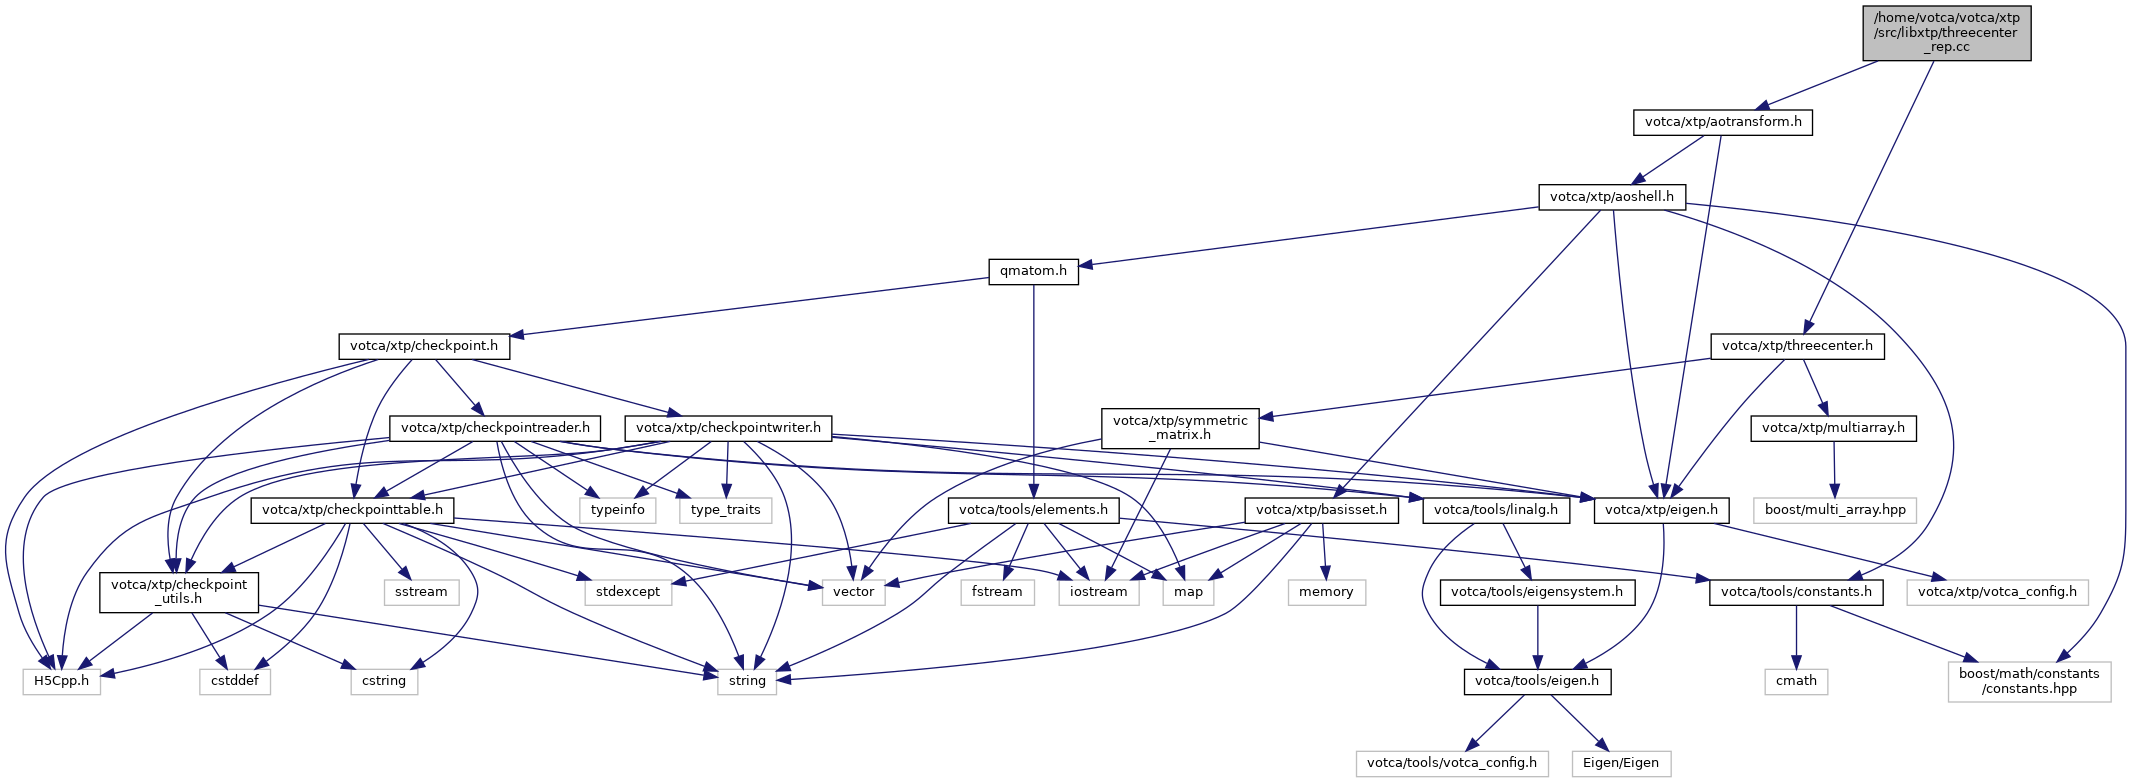 /home/votca/votca/xtp
/src/libxtp/threecenter
_rep.cc
votca/xtp/aotransform.h
votca/xtp/aoshell.h
qmatom.h
votca/xtp/checkpoint.h
votca/xtp/threecenter.h
votca/xtp/checkpointreader.h
votca/xtp/checkpointwriter.h
votca/xtp/symmetric
_matrix.h
votca/xtp/multiarray.h
votca/xtp/checkpointtable.h
typeinfo
type_traits
votca/tools/elements.h
votca/xtp/basisset.h
votca/tools/linalg.h
votca/xtp/eigen.h
boost/multi_array.hpp
votca/xtp/checkpoint
_utils.h
sstream
stdexcept
vector
fstream
iostream
map
memory
votca/tools/eigensystem.h
votca/tools/constants.h
votca/xtp/votca_config.h
H5Cpp.h
cstddef
cstring
string
votca/tools/eigen.h
cmath
boost/math/constants
/constants.hpp
votca/tools/votca_config.h
Eigen/Eigen